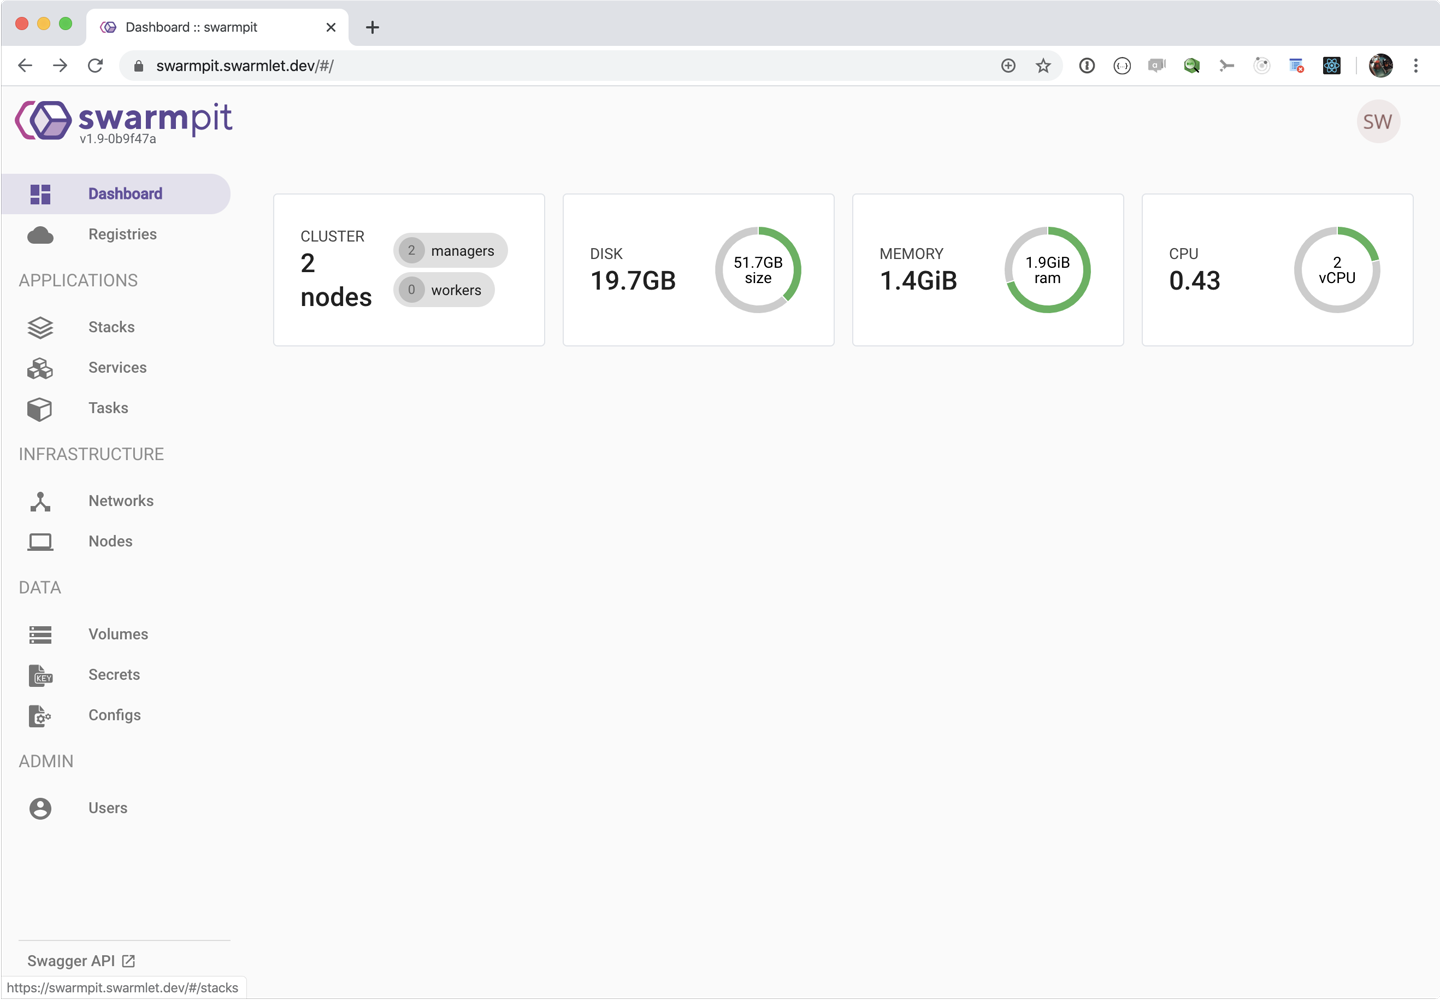 Dashboard :: swarmpit
swarmpit.swarmlet.dev/#/
swarmpit
v1.9-0b9f47a
SW
Dashboard
Registries
APPLICATIONS
Stacks
Services
Tasks
INFRASTRUCTURE
Networks
Nodes
DATA
Volumes
KEY
Secrets
Configs
ADMIN
Users
Swagger API
https://swarmpit.swarmlet.dev/#/stacks
CLUSTER
2
nodes
2 managers
0 workers
DISK
19.7GB
51.7GB
size
MEMORY
1.4GiB
1.9GiB
ram
CPU
0.43
2
vCPU